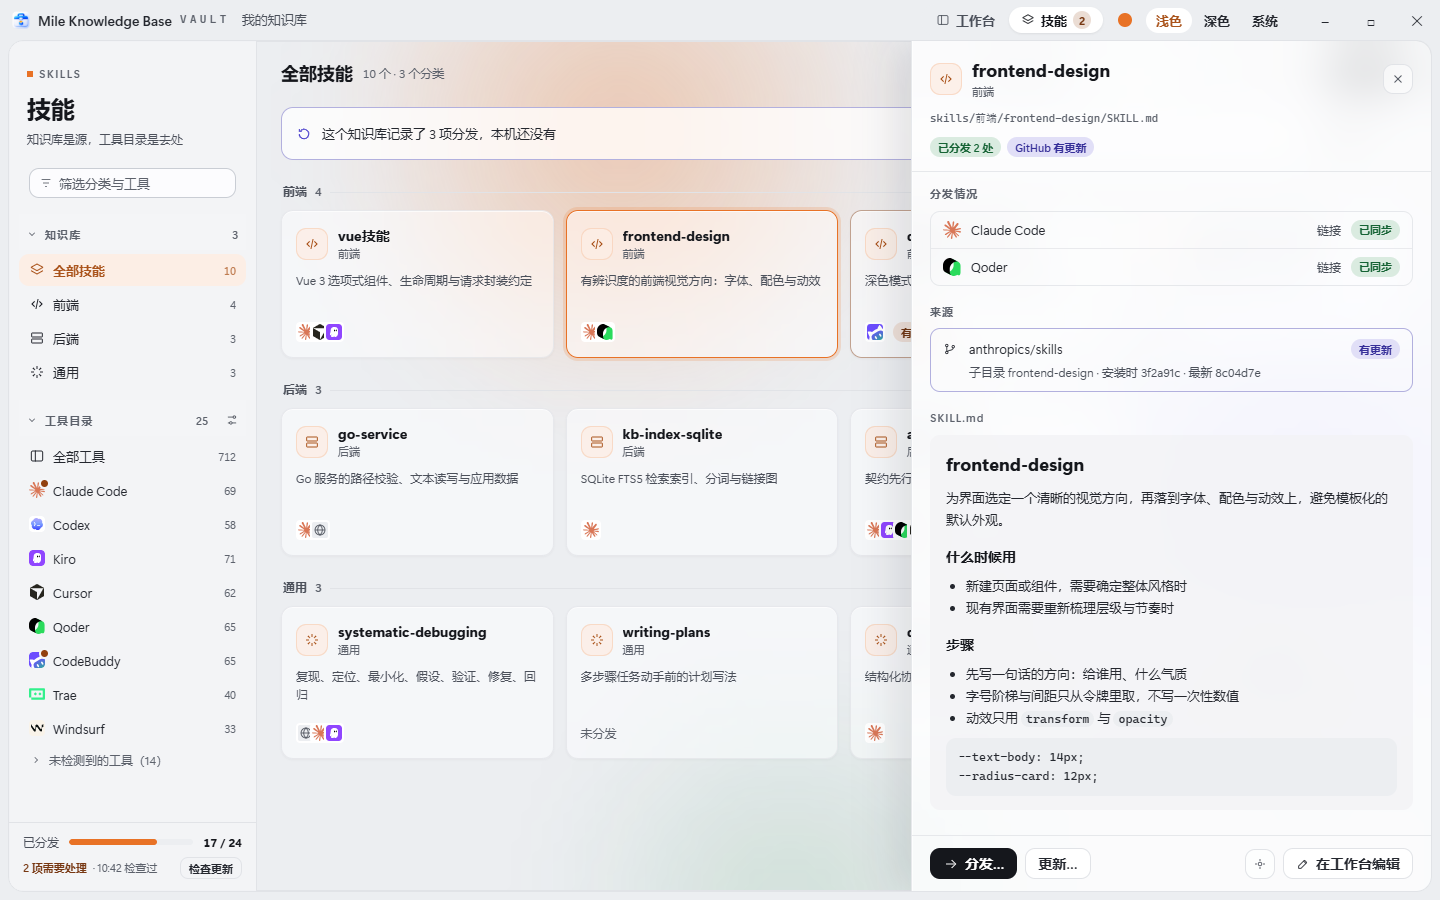 Mile Knowledge Base VAULT 我的知识库
工作台 技能 2 浅色 深色 系统
SKILLS
技能
知识库是源，工具目录是去处
筛选分类与工具
知识库 3
全部技能 10
前端 4
后端 3
通用 3
工具目录 25
全部工具 712
Claude Code 69
Codex 58
Kiro 71
Cursor 62
Qoder 65
CodeBuddy 65
Trae 40
Windsurf 33
未检测到的工具 (14)
已分发 17 / 24
2 项需要处理 · 10:42 检查过 检查更新
全部技能 10 个 · 3 个分类
这个知识库记录了 3 项分发，本机还没有
前端 4
vue技能
前端
Vue 3 选项式组件、生命周期与请求封装约定
frontend-design
前端
有辨识度的前端视觉方向：字体、配色与动效
深色模式
有
后端 3
go-service
后端
Go 服务的路径校验、文本读写与应用数据
kb-index-sqlite
后端
SQLite FTS5 检索索引、分词与链接图
契约先行
通用 3
systematic-debugging
通用
复现、定位、最小化、假设、验证、修复、回
归
writing-plans
通用
多步骤任务动手前的计划写法
未分发
结构化协
frontend-design
前端
skills/前端/frontend-design/SKILL.md
已分发 2 处 GitHub 有更新
分发情况
Claude Code 链接 已同步
Qoder 链接 已同步
来源
anthropics/skills 有更新
子目录 frontend-design · 安装时 3f2a91c · 最新 8c04d7e
SKILL.md
frontend-design
为界面选定一个清晰的视觉方向，再落到字体、配色与动效上，避免模板化的
默认外观。
什么时候用
新建页面或组件，需要确定整体风格时
现有界面需要重新梳理层级与节奏时
步骤
先写一句话的方向：给谁用、什么气质
字号阶梯与间距只从令牌里取，不写一次性数值
动效只用 transform 与 opacity
--text-body: 14px;
--radius-card: 12px;
分发... 更新... 在工作台编辑